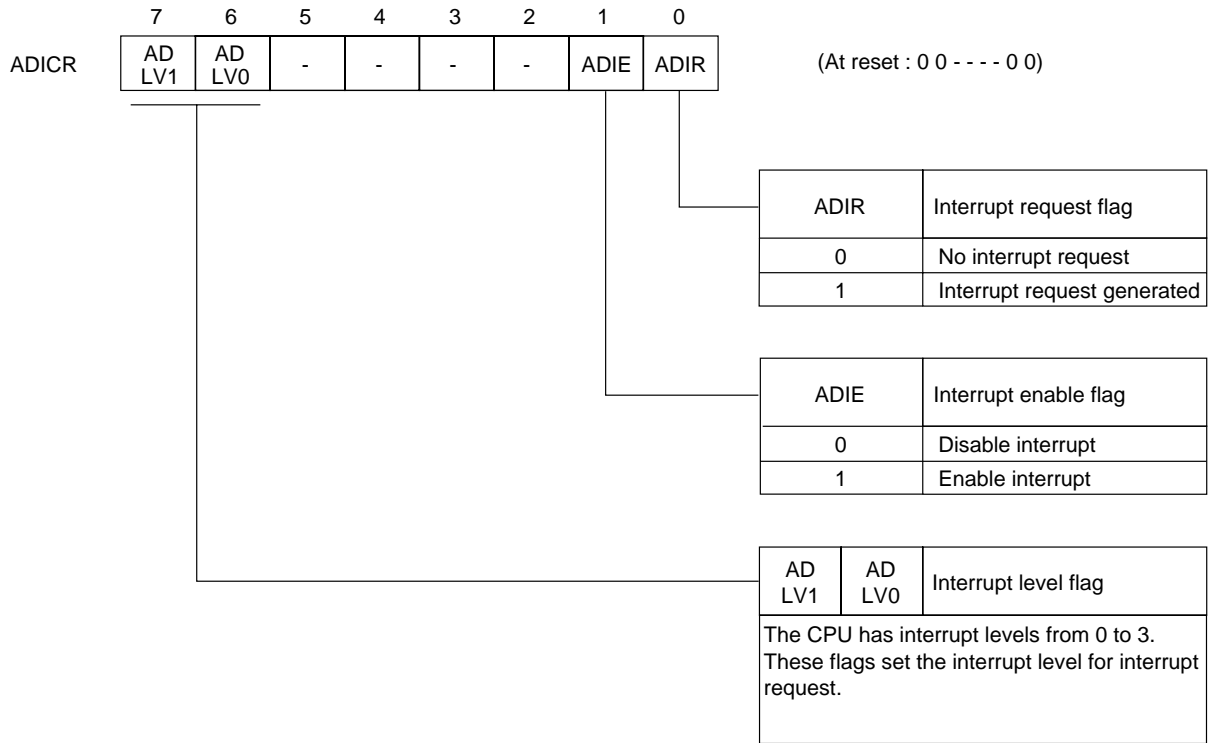 7 6 5 4 3 2 1 0
ADICR AD LV1 AD LV0 - - - - ADIE ADIR (At reset : 0 0 - - - - 0 0)
ADIR Interrupt request flag
0 No interrupt request
1 Interrupt request generated
ADIE Interrupt enable flag
0 Disable interrupt
1 Enable interrupt
AD LV1 AD LV0 Interrupt level flag
The CPU has interrupt levels from 0 to 3.
These flags set the interrupt level for interrupt
request.